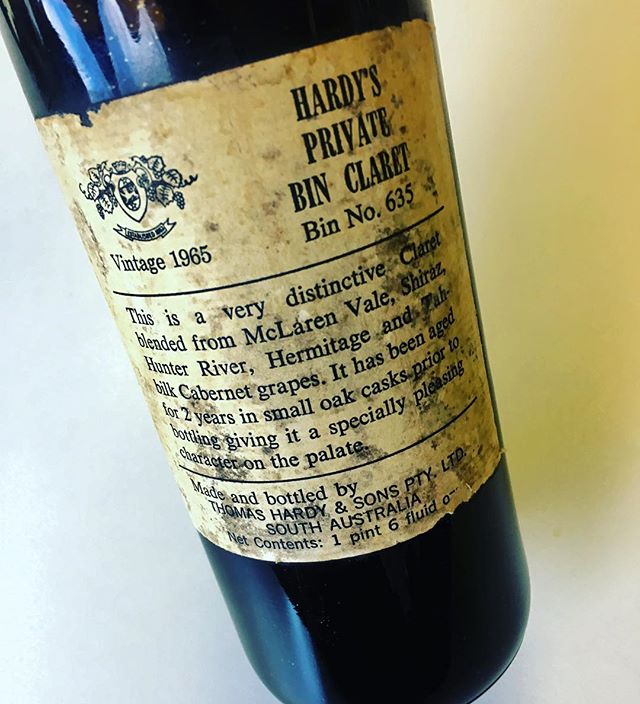 HARDY'S
PRIVATE
BIN CLARET
Bin No. 635
Vintage 1965
This is a very distinctive Claret
blended from McLaren Vale, Shiraz,
Hunter River, Hermitage and Tah-
bilk Cabernet grapes. It has been aged
for 2 years in small oak casks prior to
bottling giving it a specially pleasing
character on the palate.
Made and bottled by
THOMAS HARDY & SONS PTY. LTD.
SOUTH AUSTRALIA
Net Contents: 1 pint 6 fluid